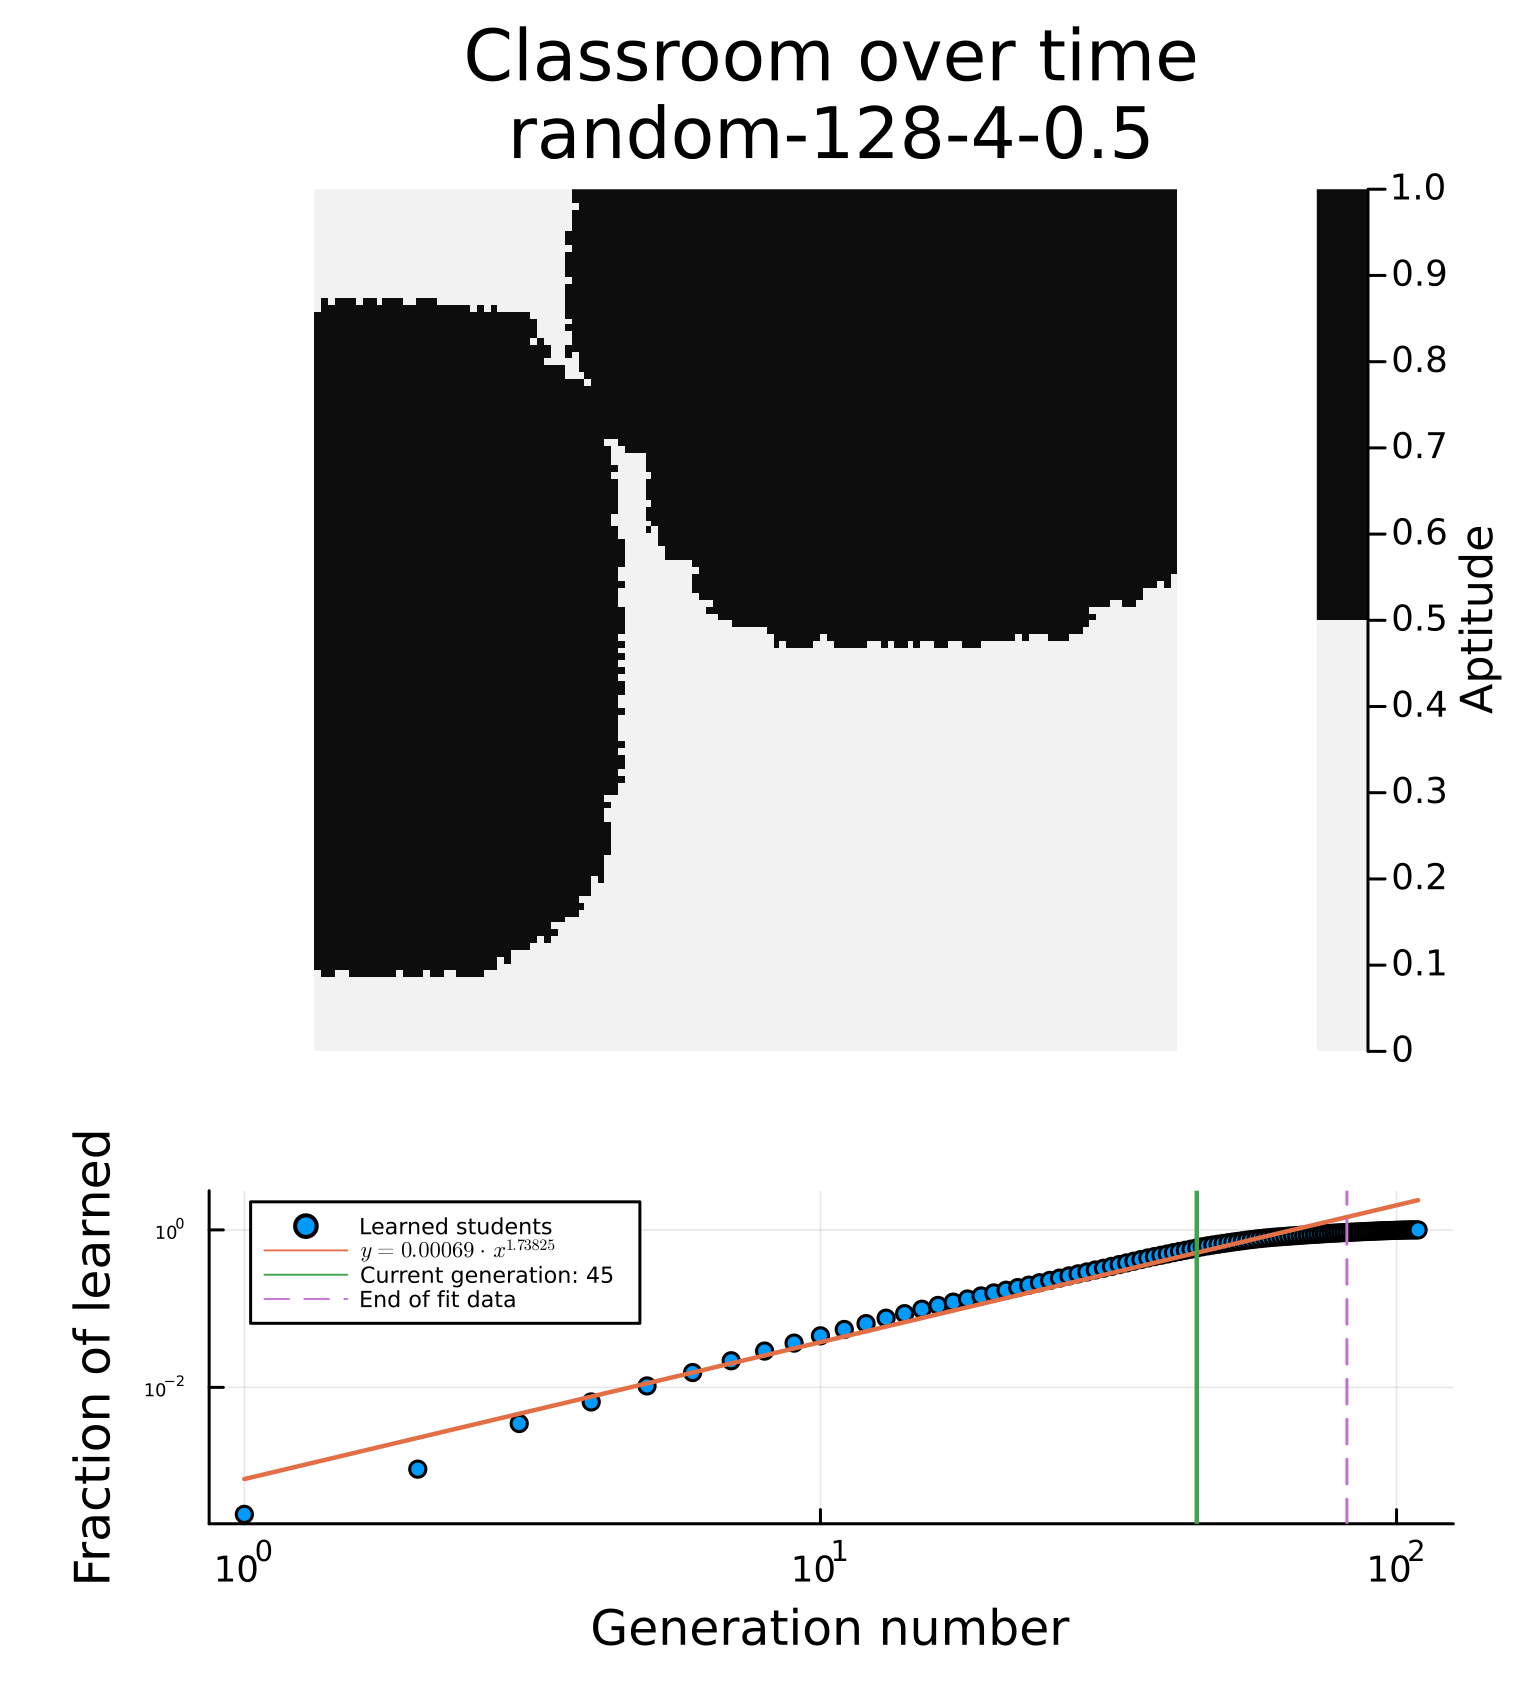 Classroom over time
random-128-4-0.5
1.0
0.9
0.8
0.7
0.6
0.5
0.4
0.3
0.2
0.1
0
Aptitude
Fraction of learned
10^0
10^-2
Learned students
y = 0.00069 · x^1.73825
Current generation: 45
End of fit data
10^0
10^1
10^2
Generation number